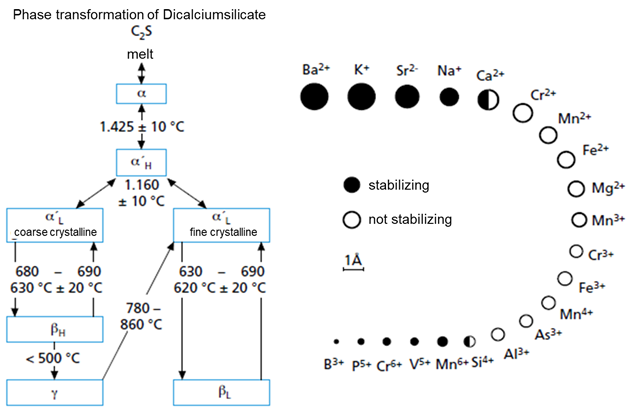 Phase transformation of Dicalciumsilicate
C₂S
melt
α
1.425 ± 10 °C
α´H
1.160
± 10 °C
α´L
coarse crystalline
α´L
fine crystalline
680 – 690
630 °C ± 20 °C
630 – 690
620 °C ± 20 °C
780 –
860 °C
βH
< 500 °C
γ
βL
Ba²⁺ K⁺ Sr²⁻ Na⁺ Ca²⁺
Cr²⁺
Mn²⁺
Fe²⁺
Mg²⁺
Mn³⁺
Cr³⁺
Fe³⁺
Mn⁴⁺
As³⁺
Al³⁺
stabilizing
not stabilizing
1Å
B³⁺ P⁵⁺ Cr⁶⁺ V⁵⁺ Mn⁶⁺ Si⁴⁺